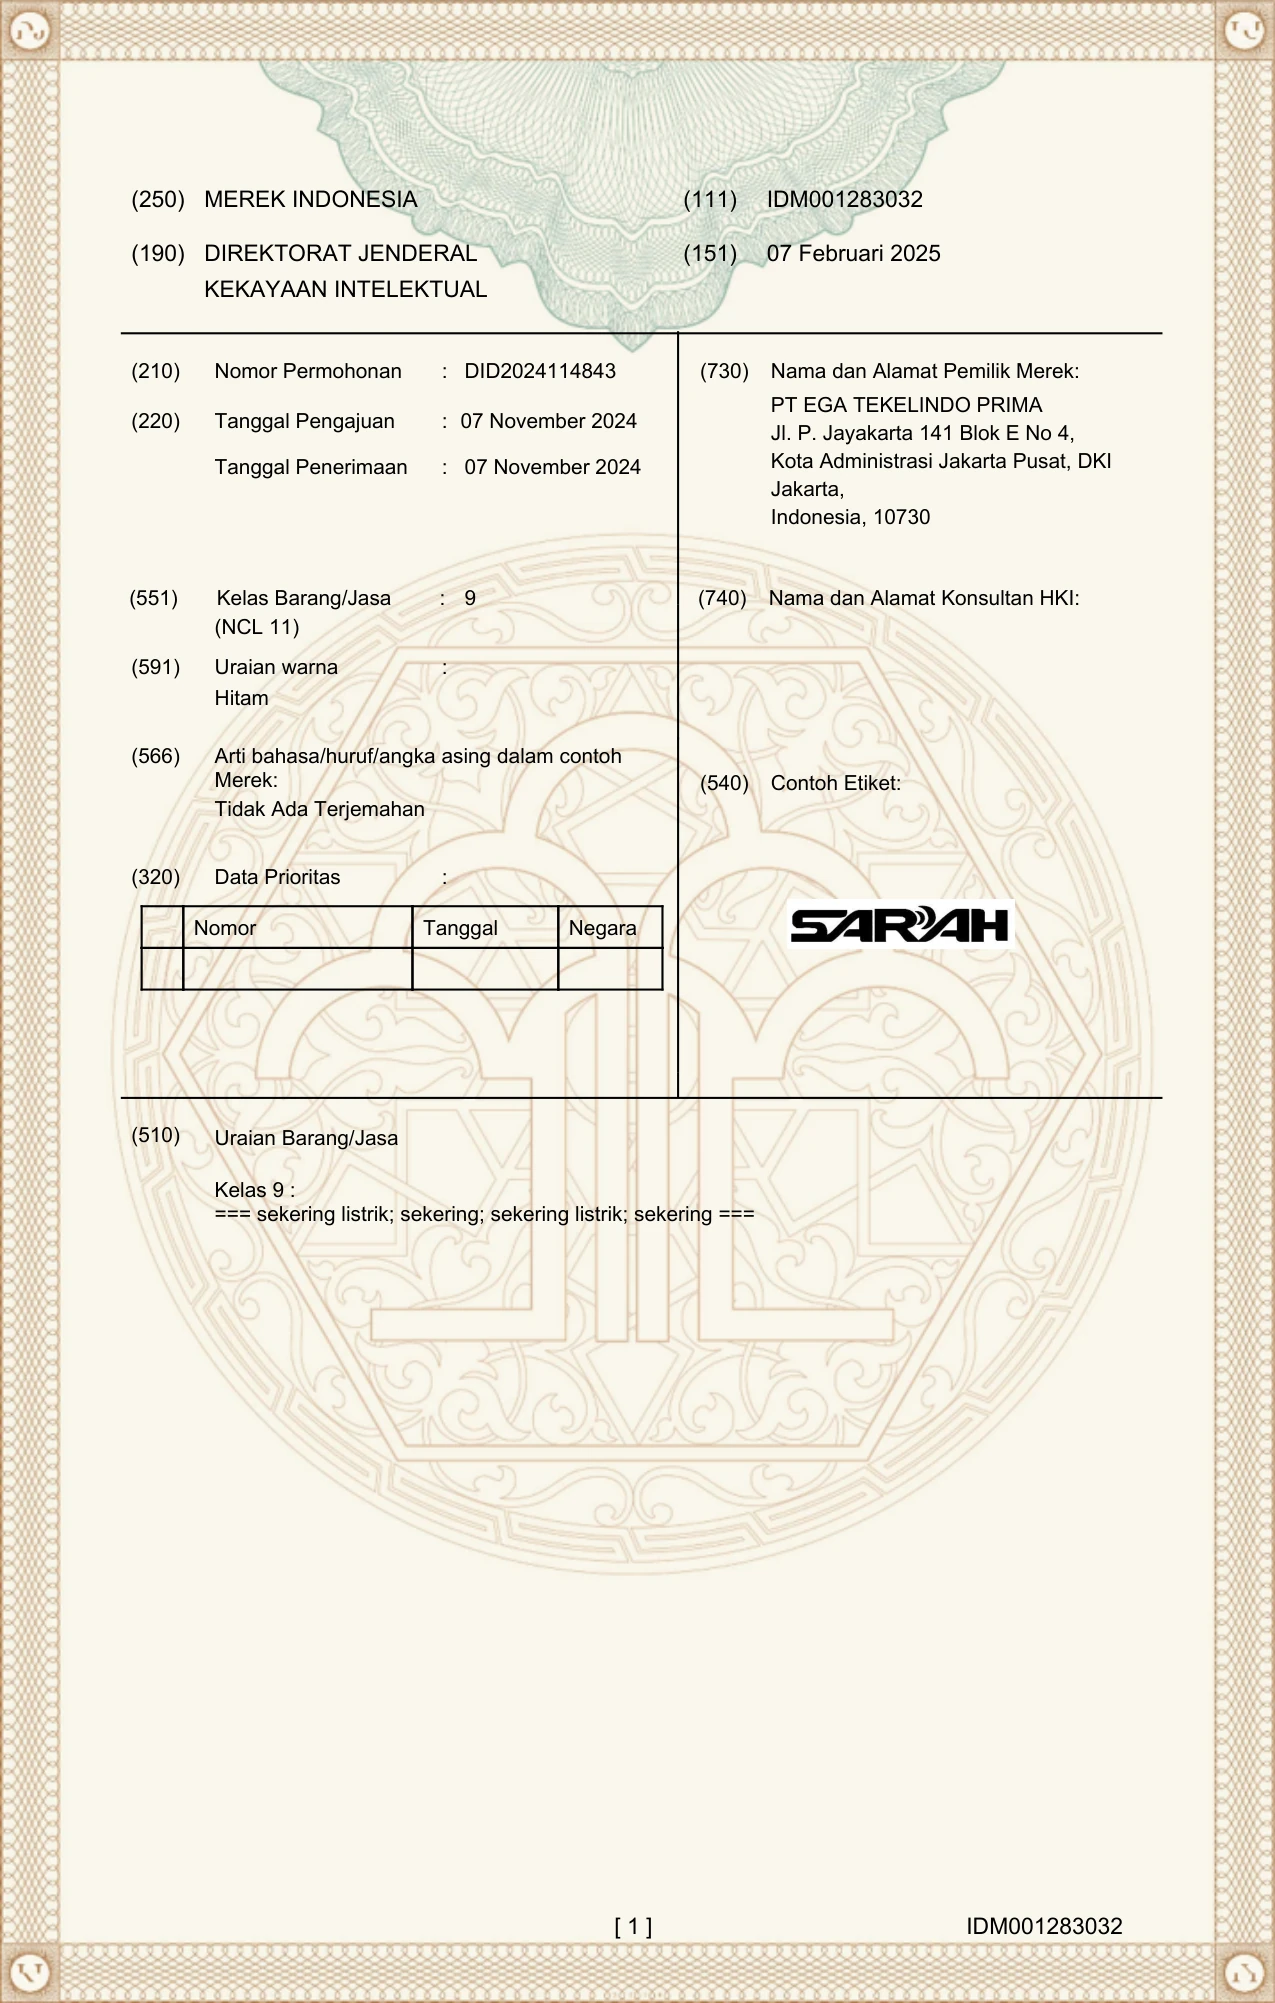 (250) MEREK INDONESIA
(190) DIREKTORAT JENDERAL
KEKAYAAN INTELEKTUAL
(111) IDM001283032
(151) 07 Februari 2025
(210) Nomor Permohonan : DID2024114843
(220) Tanggal Pengajuan : 07 November 2024
Tanggal Penerimaan : 07 November 2024
(551) Kelas Barang/Jasa : 9
(NCL 11)
(591) Uraian warna :
Hitam
(566) Arti bahasa/huruf/angka asing dalam contoh
Merek:
Tidak Ada Terjemahan
(320) Data Prioritas :
Nomor Tanggal Negara
(730) Nama dan Alamat Pemilik Merek:
PT EGA TEKELINDO PRIMA
Jl. P. Jayakarta 141 Blok E No 4,
Kota Administrasi Jakarta Pusat, DKI
Jakarta,
Indonesia, 10730
(740) Nama dan Alamat Konsultan HKI:
(540) Contoh Etiket:
(510) Uraian Barang/Jasa
Kelas 9 :
=== sekering listrik; sekering; sekering listrik; sekering ===
[ 1 ]
IDM001283032